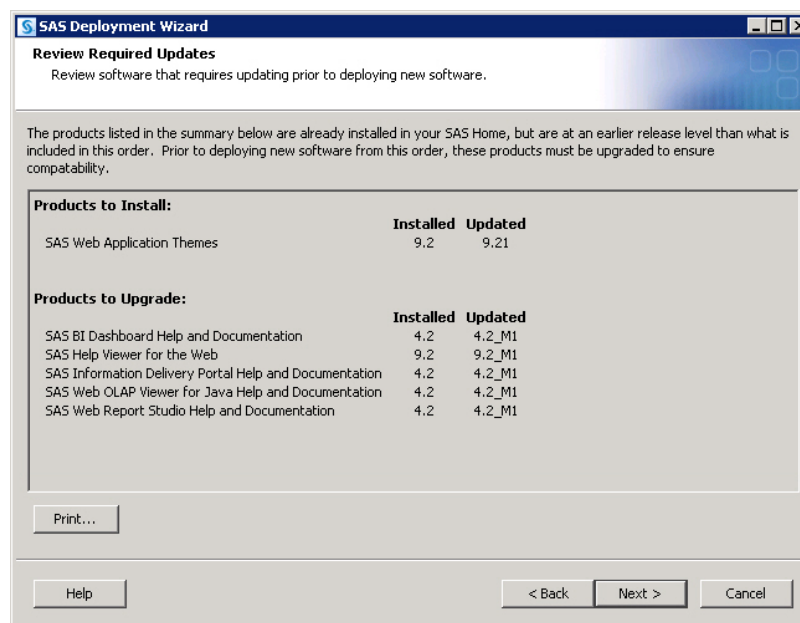 SAS Deployment Wizard
Review Required Updates
Review software that requires updating prior to deploying new software.
The products listed in the summary below are already installed in your SAS Home, but are at an earlier release level than what is
included in this order. Prior to deploying new software from this order, these products must be upgraded to ensure
compatability.
Products to Install:
Installed Updated
SAS Web Application Themes 9.2 9.21
Products to Upgrade:
Installed Updated
SAS BI Dashboard Help and Documentation 4.2 4.2_M1
SAS Help Viewer for the Web 9.2 9.2_M1
SAS Information Delivery Portal Help and Documentation 4.2 4.2_M1
SAS Web OLAP Viewer for Java Help and Documentation 4.2 4.2_M1
SAS Web Report Studio Help and Documentation 4.2 4.2_M1
Print...
Help < Back Next > Cancel